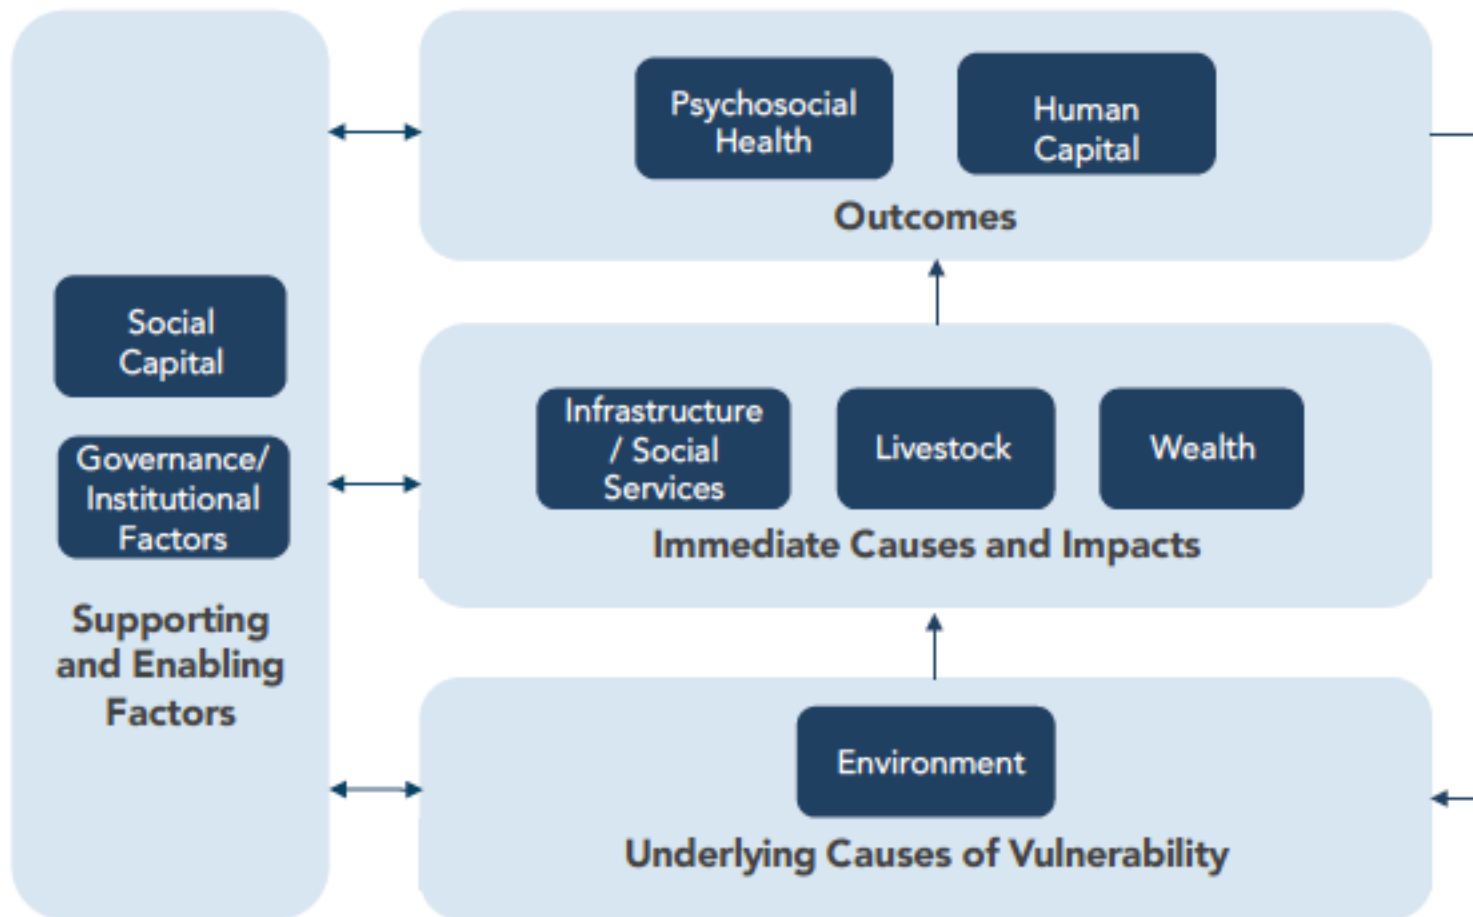 Psychosocial
Health
Human
Capital
Outcomes
Social
Capital
Governance/
Institutional
Factors
Supporting
and Enabling
Factors
Infrastructure
/ Social
Services
Livestock
Wealth
Immediate Causes and Impacts
Environment
Underlying Causes of Vulnerability